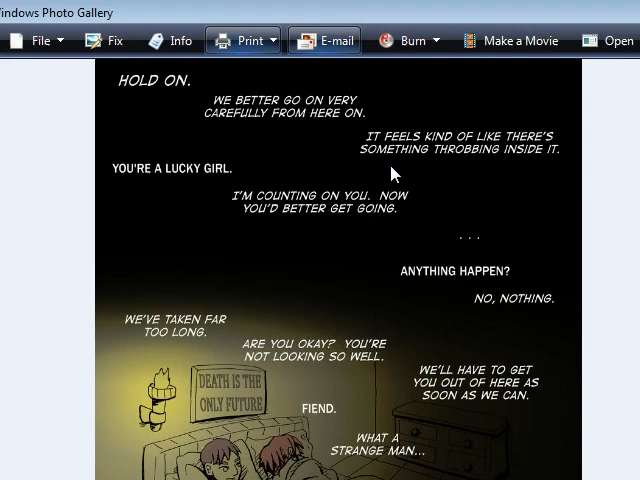 Windows Photo Gallery
File Fix Info Print E-mail Burn Make a Movie Open
HOLD ON.
WE BETTER GO ON VERY
CAREFULLY FROM HERE ON.
IT FEELS KIND OF LIKE THERE'S
SOMETHING THROBBING INSIDE IT.
YOU'RE A LUCKY GIRL.
I'M COUNTING ON YOU. NOW
YOU'D BETTER GET GOING.
. . .
ANYTHING HAPPEN?
NO, NOTHING.
WE'VE TAKEN FAR
TOO LONG.
ARE YOU OKAY? YOU'RE
NOT LOOKING SO WELL.
WE'LL HAVE TO GET
YOU OUT OF HERE AS
SOON AS WE CAN.
DEATH IS THE
ONLY FUTURE
FIEND.
WHAT A
STRANGE MAN...